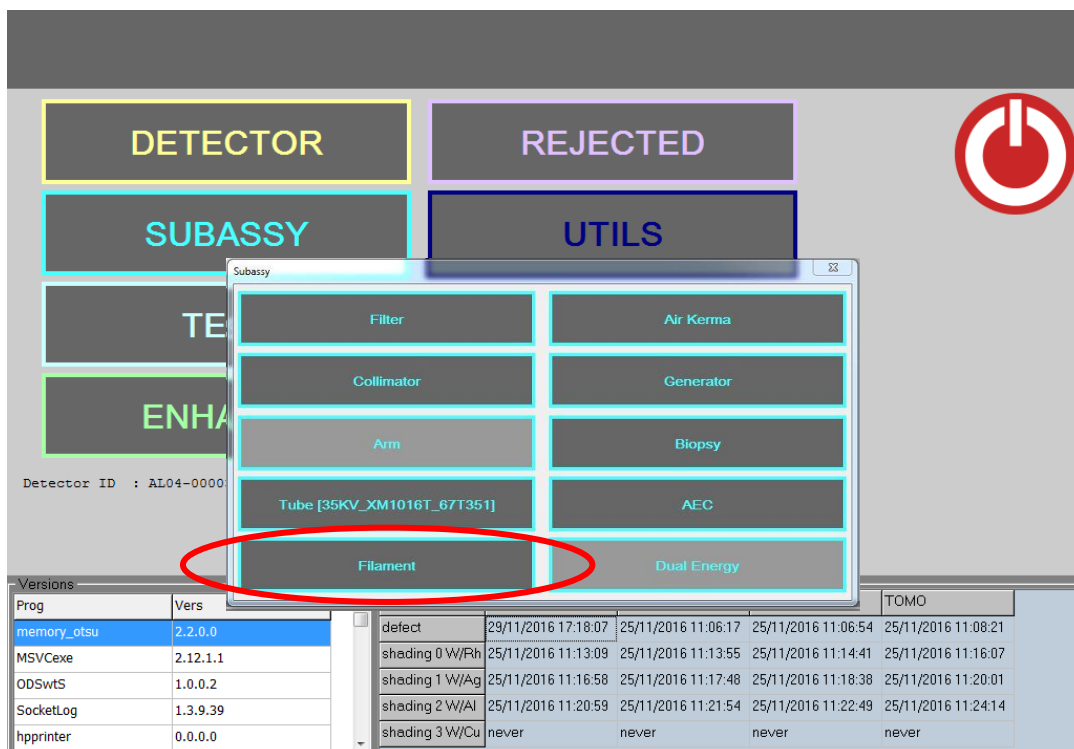 DETECTOR
REJECTED
SUBASSY
UTILS
Subassy
Filter
Air Kerma
Collimator
Generator
Arm
Biopsy
Tube [35KV_XM1016T_67T351]
AEC
Filament
Dual Energy
TE
ENHA
Detector ID : AL04-0000
Versions
Prog Vers
memory_otsu 2.2.0.0
MSVCexe 2.12.1.1
ODSwtS 1.0.0.2
SocketLog 1.3.9.39
hpprinter 0.0.0.0
TOMO
defect 29/11/2016 17:18:07 25/11/2016 11:06:17 25/11/2016 11:06:54 25/11/2016 11:08:21
shading 0 W/Rh 25/11/2016 11:13:09 25/11/2016 11:13:55 25/11/2016 11:14:41 25/11/2016 11:16:07
shading 1 W/Ag 25/11/2016 11:16:58 25/11/2016 11:17:48 25/11/2016 11:18:38 25/11/2016 11:20:01
shading 2 W/Al 25/11/2016 11:20:59 25/11/2016 11:21:54 25/11/2016 11:22:49 25/11/2016 11:24:14
shading 3 W/Cu never never never never